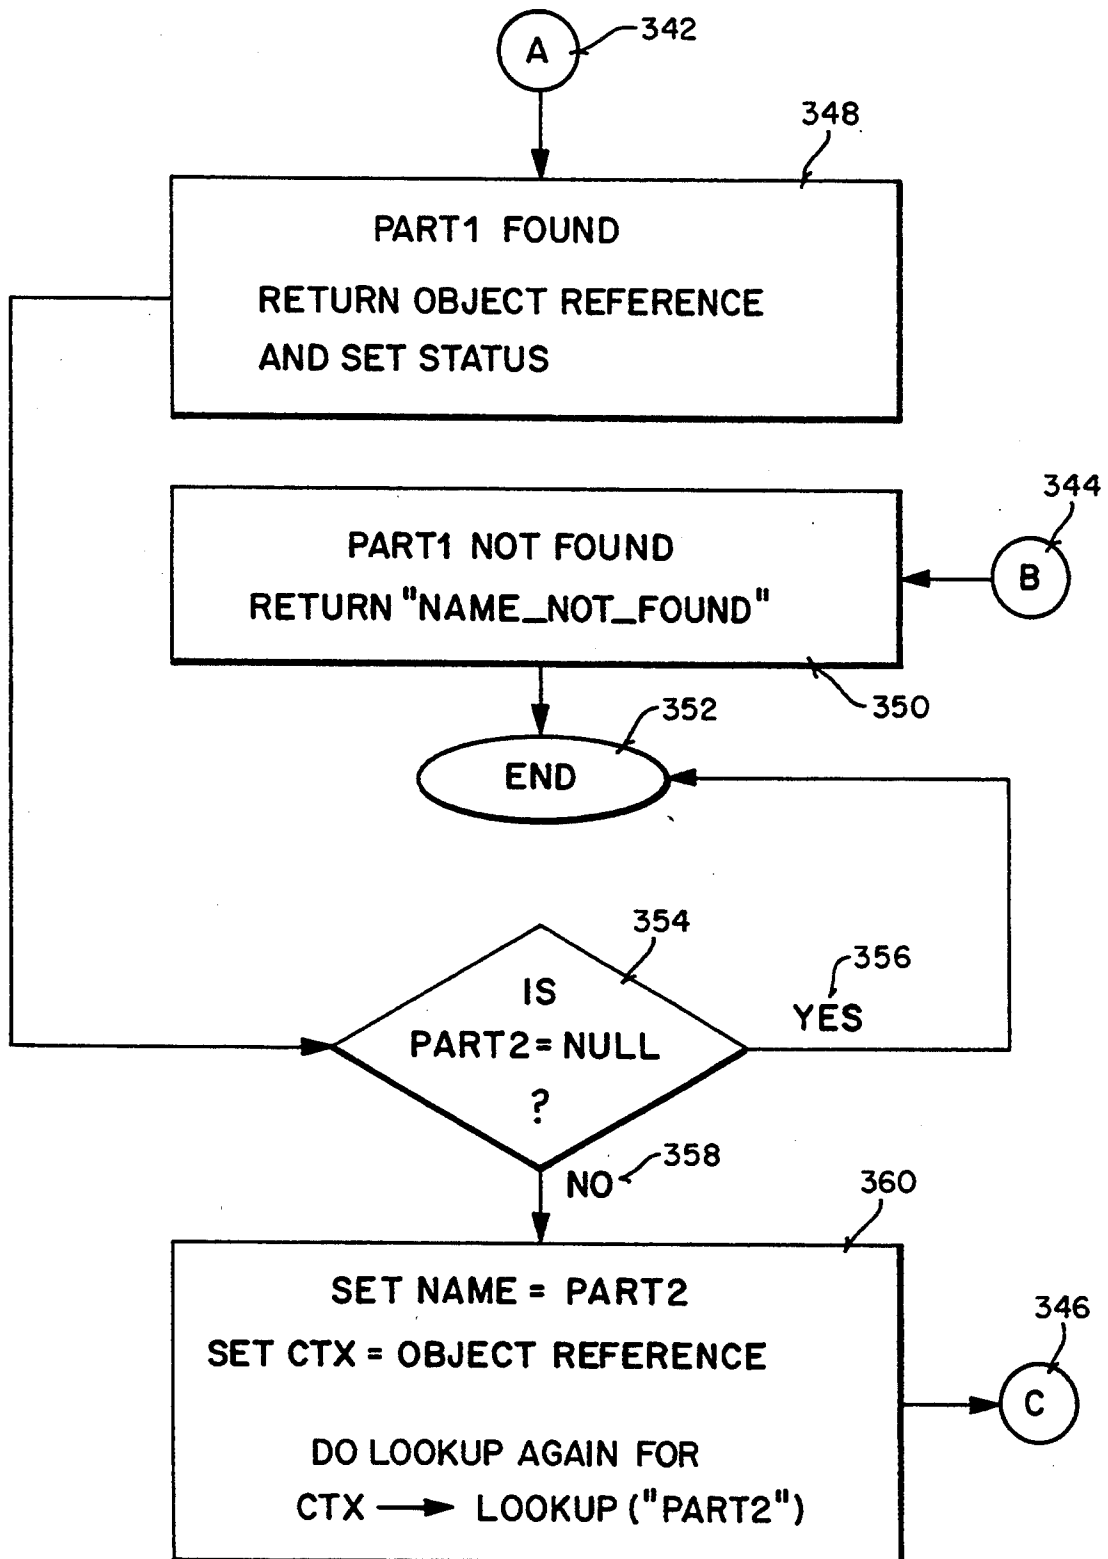 A
342
348
PART1 FOUND
RETURN OBJECT REFERENCE
AND SET STATUS
344
PART1 NOT FOUND
B
RETURN "NAME_NOT_FOUND"
350
352
END
354
356
IS
YES
PART2 = NULL
?
358
NO
360
SET NAME = PART2
346
SET CTX = OBJECT REFERENCE
C
DO LOOKUP AGAIN FOR
CTX → LOOKUP ("PART2")